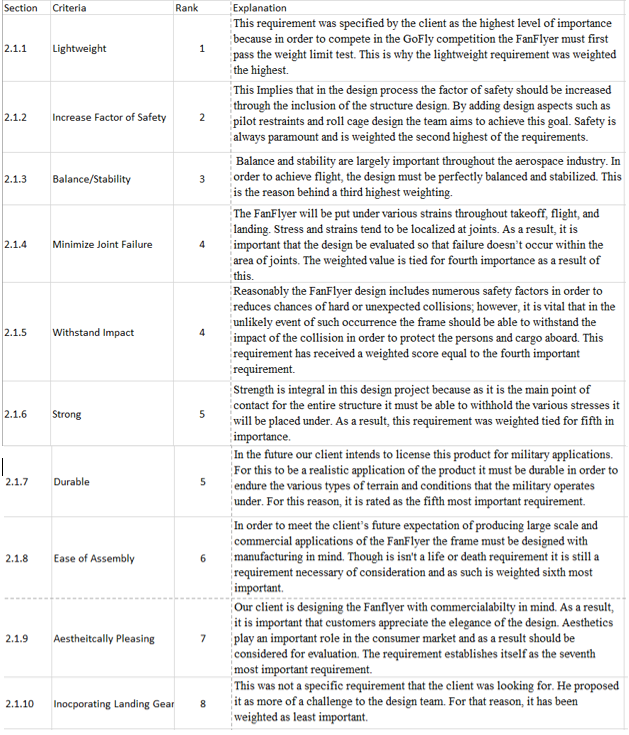 Section Criteria Rank Explanation
2.1.1 Lightweight 1
This requirement was specified by the client as the highest level of importance
because in order to compete in the GoFly competition the FanFlyer must first
pass the weight limit test. This is why the lightweight requirement was weighted
the highest.
2.1.2 Increase Factor of Safety 2
This Implies that in the design process the factor of safety should be increased
through the inclusion of the structure design. By adding design aspects such as
pilot restraints and roll cage design the team aims to achieve this goal. Safety is
always paramount and is weighted the second highest of the requirements.
2.1.3 Balance/Stability 3
Balance and stability are largely important throughout the aerospace industry. In
order to achieve flight, the design must be perfectly balanced and stabilized. This
is the reason behind a third highest weighting.
2.1.4 Minimize Joint Failure 4
The FanFlyer will be put under various strains throughout takeoff, flight, and
landing. Stress and strains tend to be localized at joints. As a result, it is
important that the design be evaluated so that failure doesn't occur within the
area of joints. The weighted value is tied for fourth importance as a result of
this.
2.1.5 Withstand Impact 4
Reasonably the FanFlyer design includes numerous safety factors in order to
reduces chances of hard or unexpected collisions; however, it is vital that in the
unlikely event of such occurrence the frame should be able to withstand the
impact of the collision in order to protect the persons and cargo aboard. This
requirement has received a weighted score equal to the fourth important
requirement.
2.1.6 Strong 5
Strength is integral in this design project because as it is the main point of
contact for the entire structure it must be able to withhold the various stresses it
will be placed under. As a result, this requirement was weighted tied for fifth in
importance.
2.1.7 Durable 5
In the future our client intends to license this product for military applications.
For this to be a realistic application of the product it must be durable in order to
endure the various types of terrain and conditions that the military operates
under. For this reason, it is rated as the fifth most important requirement.
2.1.8 Ease of Assembly 6
In order to meet the client's future expectation of producing large scale and
commercial applications of the FanFlyer the frame must be designed with
manufacturing in mind. Though is isn't a life or death requirement it is still a
requirement necessary of consideration and as such is weighted sixth most
important.
2.1.9 Aestheitcally Pleasing 7
Our client is designing the Fanflyer with commercialabilty in mind. As a result,
it is important that customers appreciate the elegance of the design. Aesthetics
play an important role in the consumer market and as a result should be
considered for evaluation. The requirement establishes itself as the seventh
most important requirement.
2.1.10 Inocporating Landing Gear 8
This was not a specific requirement that the client was looking for. He proposed
it as more of a challenge to the design team. For that reason, it has been
weighted as least important.